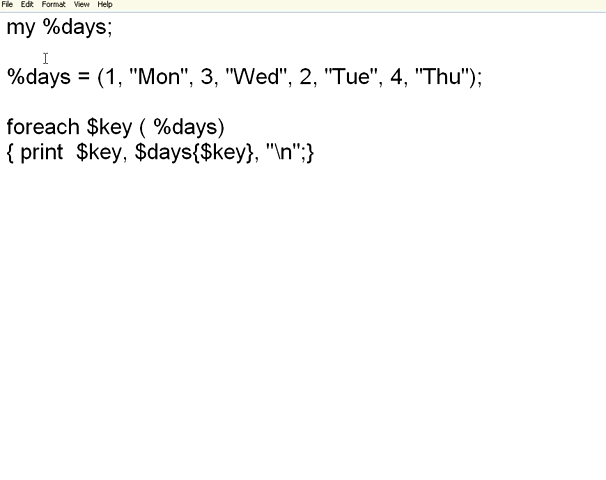 File Edit Format View Help
my %days;
%days = (1, "Mon", 3, "Wed", 2, "Tue", 4, "Thu");
foreach $key ( %days)
{ print  $key, $days{$key}, "\n";}